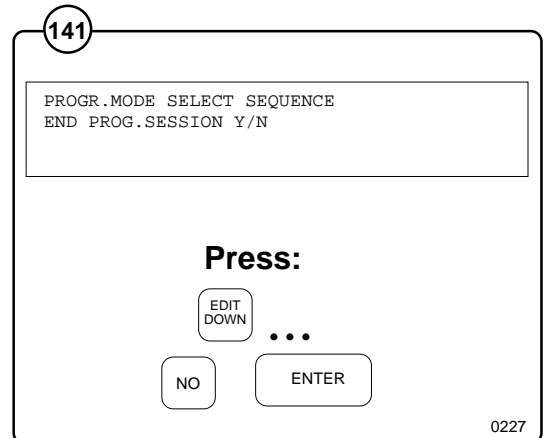 141
PROGR.MODE SELECT SEQUENCE
END PROG.SESSION Y/N
Press:
EDIT
DOWN
...
NO
ENTER
0227